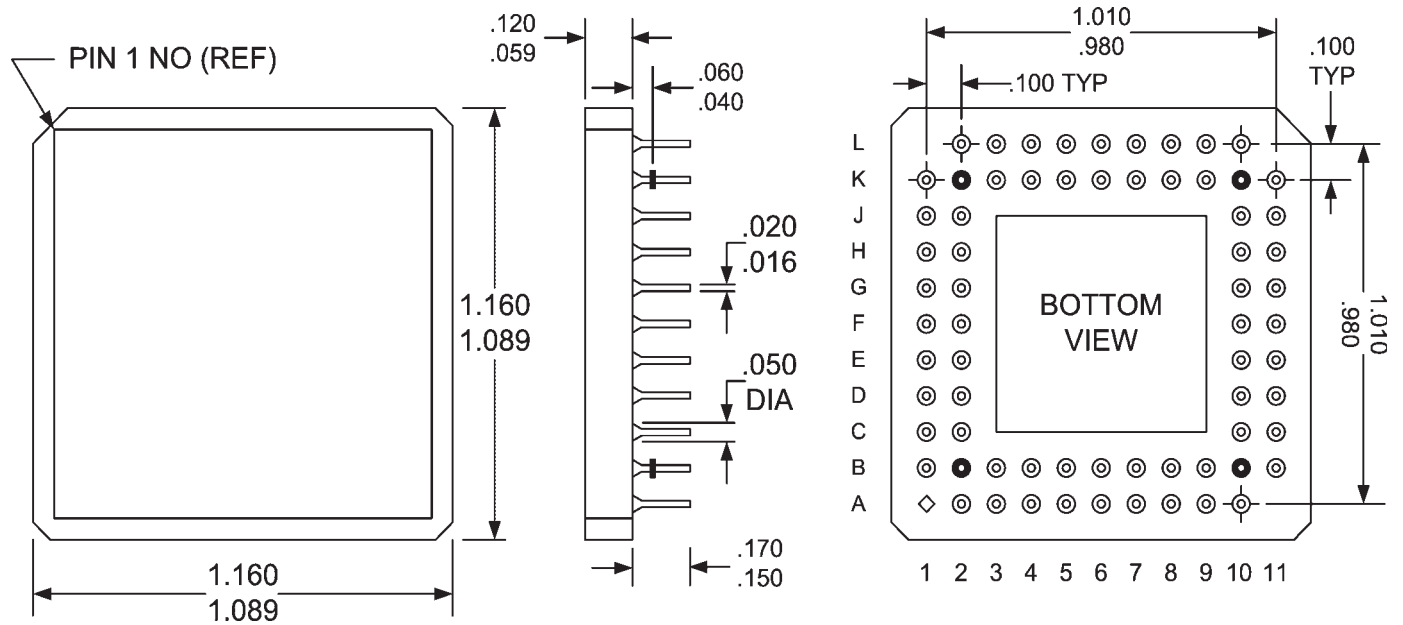 PIN 1 NO (REF)
1.160
1.089
1.160
1.089
.120
.059
.060
.040
.020
.016
.050
DIA
.170
.150
1.010
.980
.100 TYP
.100
TYP
1.010
.980
L
K
J
H
G
F
E
D
C
B
A
BOTTOM
VIEW
1 2 3 4 5 6 7 8 9 10 11